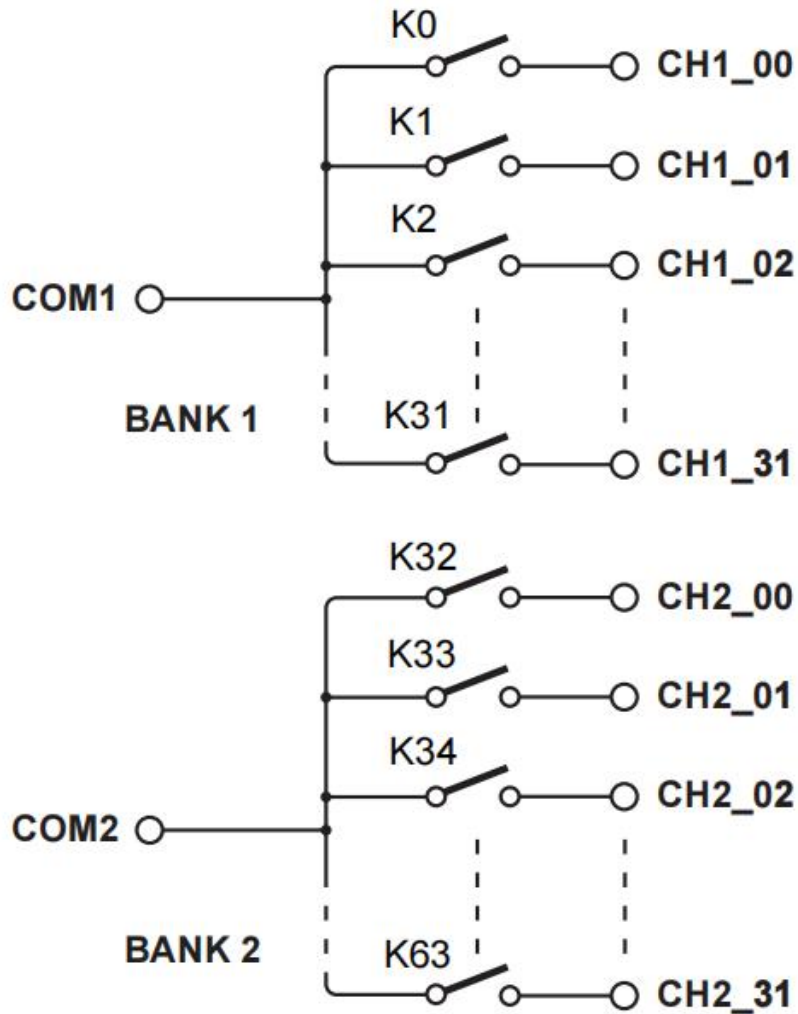 K0
CH1_00
K1
CH1_01
K2
CH1_02
COM1
BANK 1
K31
CH1_31
K32
CH2_00
K33
CH2_01
K34
CH2_02
COM2
BANK 2
K63
CH2_31